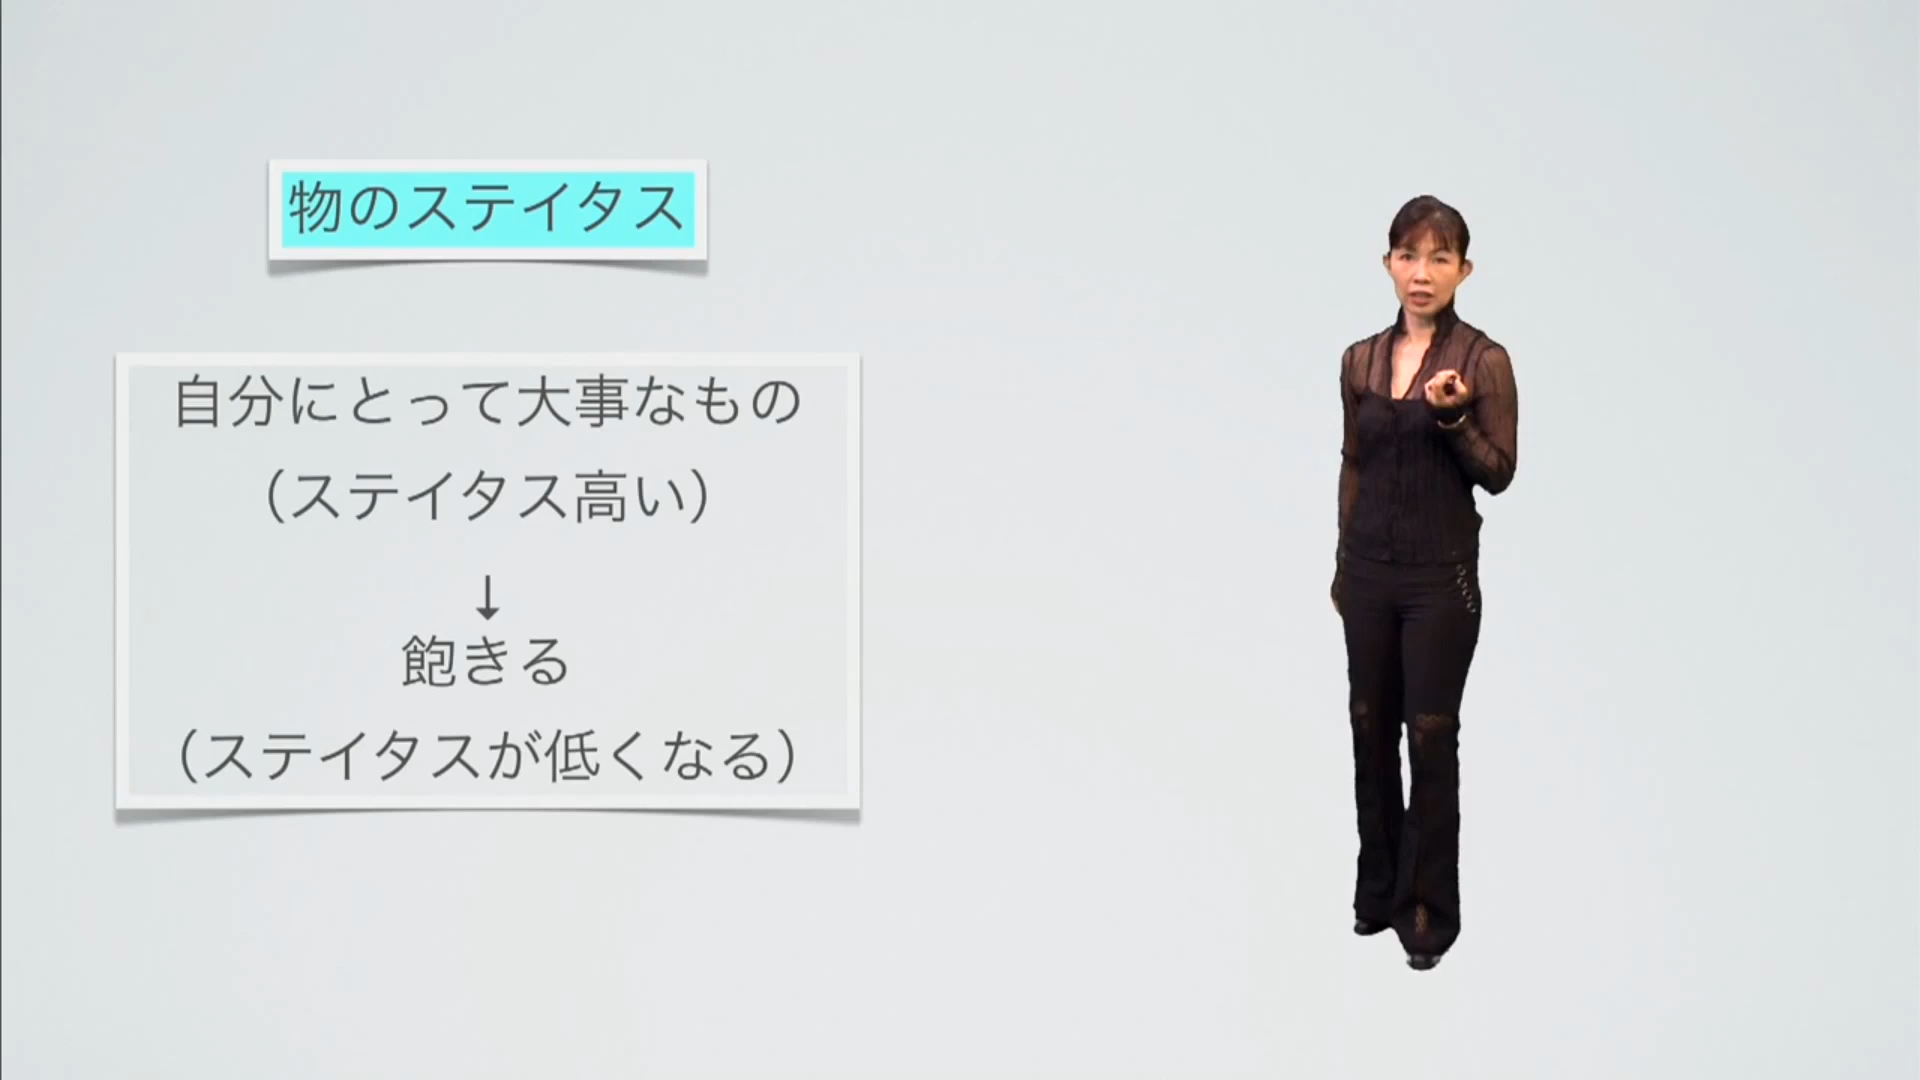 物のステイタス
自分にとって大事なもの
（ステイタス高い）
↓
飽きる
（ステイタスが低くなる）